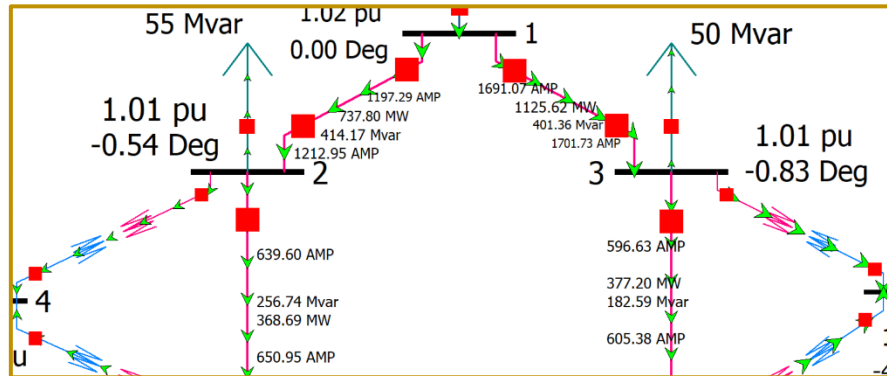 1.02 pu
0.00 Deg
1
55 Mvar
50 Mvar
1197.29 AMP
737.80 MW
414.17 Mvar
1212.95 AMP
1691.07 AMP
1125.62 MW
401.36 Mvar
1701.73 AMP
1.01 pu
-0.54 Deg
2
3
1.01 pu
-0.83 Deg
639.60 AMP
256.74 Mvar
368.69 MW
650.95 AMP
596.63 AMP
377.20 MW
182.59 Mvar
605.38 AMP
4
u